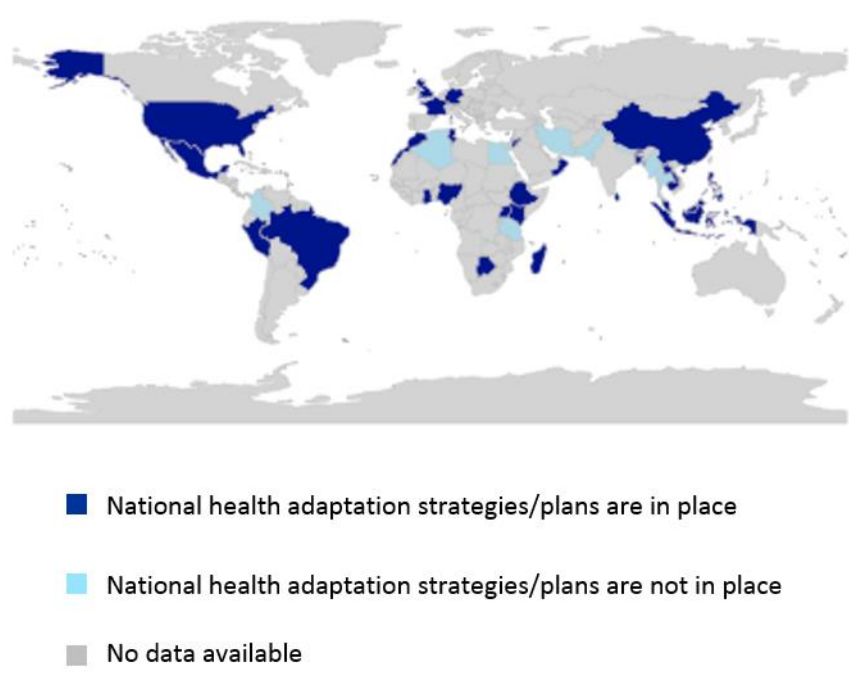 National health adaptation strategies/plans are in place
National health adaptation strategies/plans are not in place
No data available